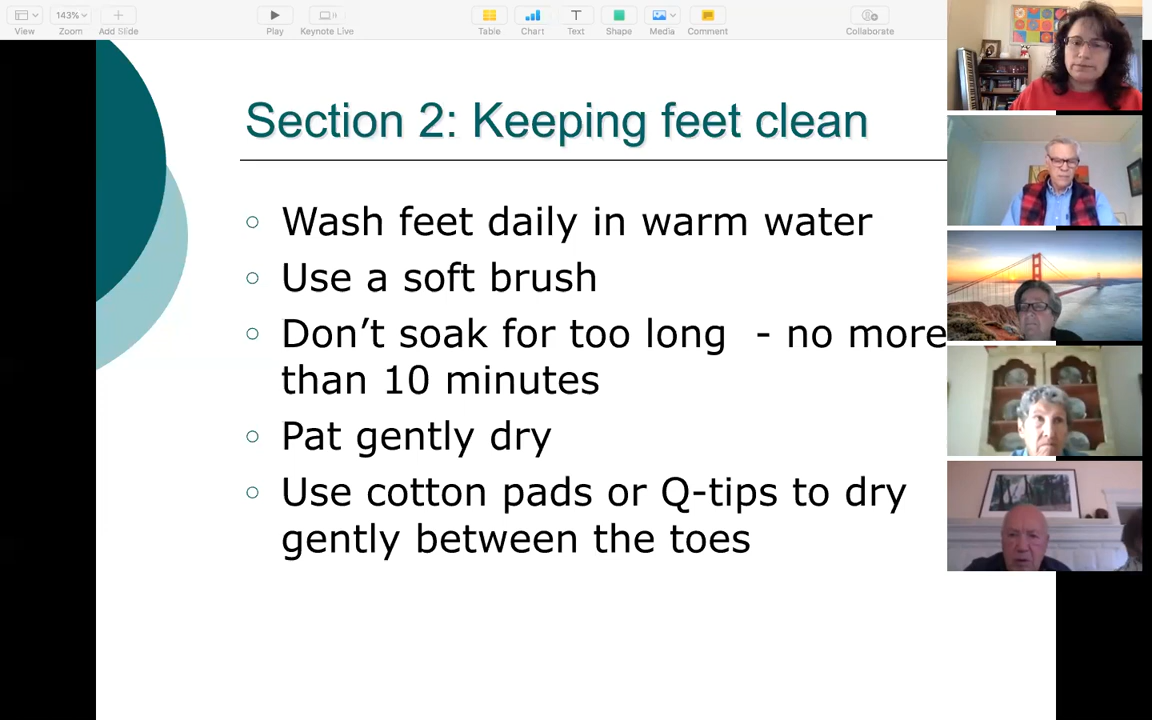 143%
View
Zoom
Add Slide
Play
Keynote Live
Table
Chart
T
Text
Shape
Media
Comment
Collaborate
Section 2: Keeping feet clean
Wash feet daily in warm water
Use a soft brush
Don’t soak for too long - no more
than 10 minutes
Pat gently dry
Use cotton pads or Q-tips to dry
gently between the toes